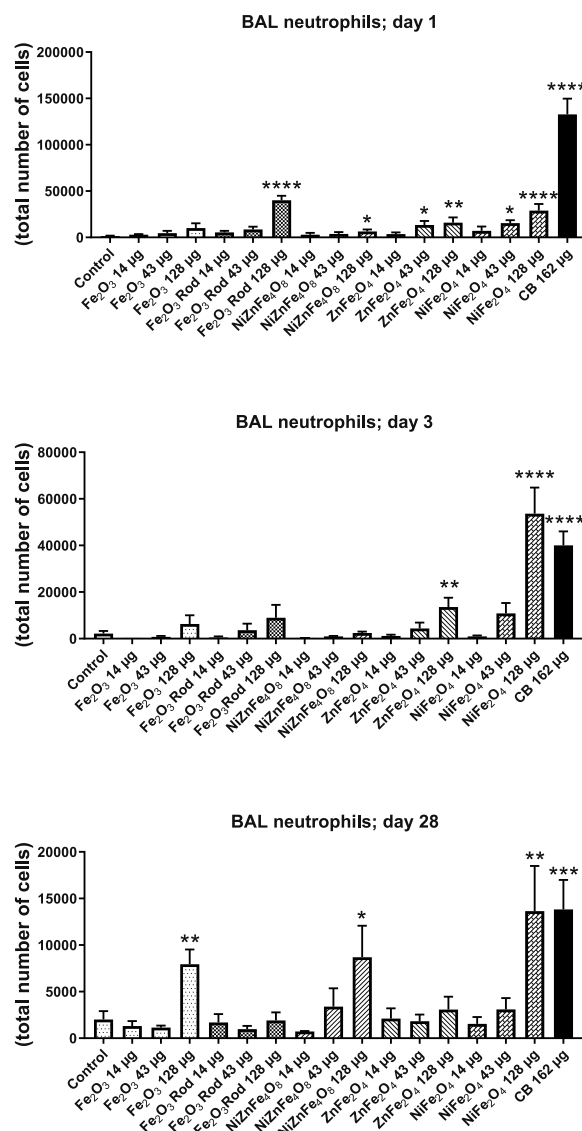 BAL neutrophils; day 1
(total number of cells)
200000
150000
100000
50000
0
****
*
*
**
*
****
****
Control
Fe₂O₃ 14 µg
Fe₂O₃ 43 µg
Fe₂O₃ 128 µg
Fe₂O₃ Rod 14 µg
Fe₂O₃ Rod 43 µg
Fe₂O₃ Rod 128 µg
NiZnFe₄O₈ 14 µg
NiZnFe₄O₈ 43 µg
NiZnFe₄O₈ 128 µg
ZnFe₂O₄ 14 µg
ZnFe₂O₄ 43 µg
ZnFe₂O₄ 128 µg
NiFe₂O₄ 14 µg
NiFe₂O₄ 43 µg
NiFe₂O₄ 128 µg
CB 162 µg
BAL neutrophils; day 3
(total number of cells)
80000
60000
40000
20000
0
**
****
****
Control
Fe₂O₃ 14 µg
Fe₂O₃ 43 µg
Fe₂O₃ 128 µg
Fe₂O₃ Rod 14 µg
Fe₂O₃ Rod 43 µg
Fe₂O₃Rod 128 µg
NiZnFe₄O₈ 14 µg
NiZnFe₄O₈ 43 µg
NiZnFe₄O₈ 128 µg
ZnFe₂O₄ 14 µg
ZnFe₂O₄ 43 µg
ZnFe₂O₄ 128 µg
NiFe₂O₄ 14 µg
NiFe₂O₄ 43 µg
NiFe₂O₄ 128 µg
CB 162 µg
BAL neutrophils; day 28
(total number of cells)
20000
15000
10000
5000
0
**
*
**
***
Control
Fe₂O₃ 14 µg
Fe₂O₃ 43 µg
Fe₂O₃ 128 µg
Fe₂O₃ Rod 14 µg
Fe₂O₃ Rod 43 µg
Fe₂O₃Rod 128 µg
NiZnFe₄O₈ 14 µg
NiZnFe₄O₈ 43 µg
NiZnFe₄O₈ 128 µg
ZnFe₂O₄ 14 µg
ZnFe₂O₄ 43 µg
ZnFe₂O₄ 128 µg
NiFe₂O₄ 14 µg
NiFe₂O₄ 43 µg
NiFe₂O₄ 128 µg
CB 162 µg